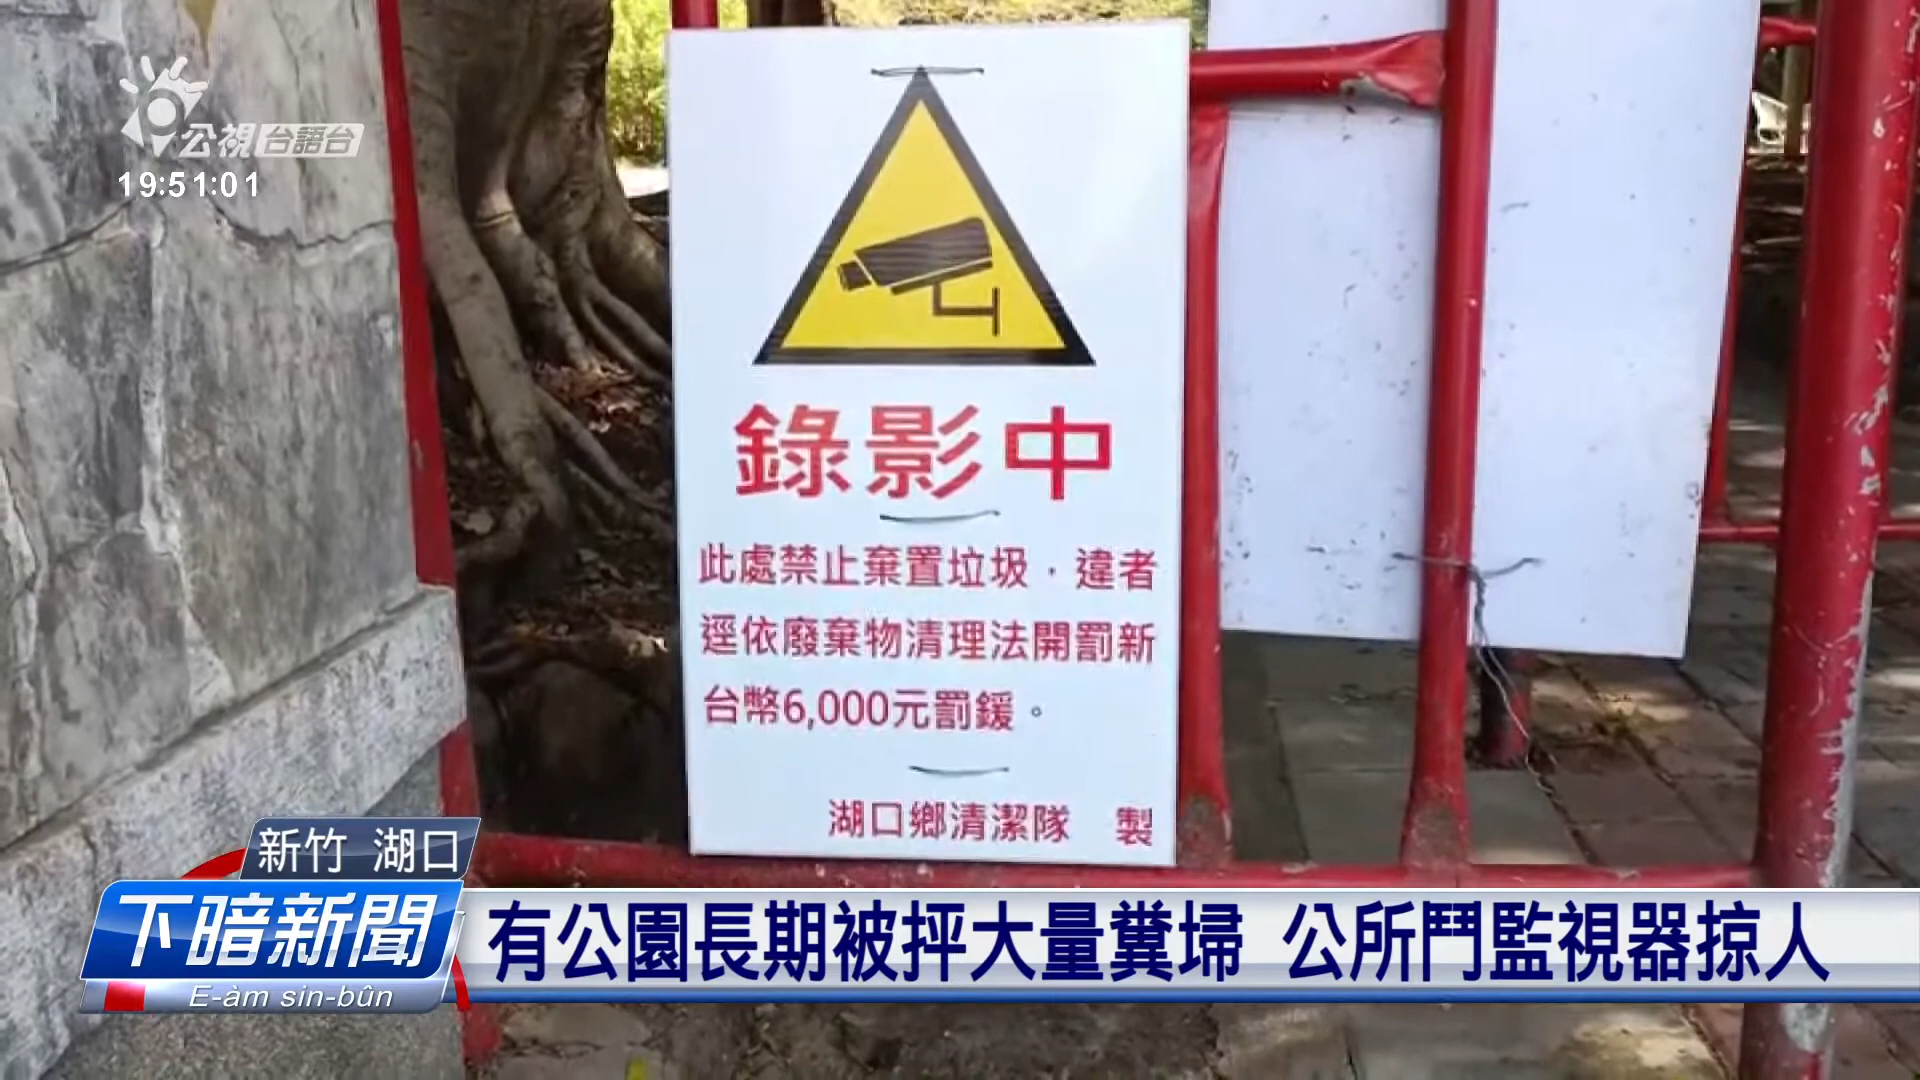 公視 台語台
19:51:01
錄影中
此處禁止棄置垃圾，違者
逕依廢棄物清理法開罰新
台幣6,000元罰鍰。
湖口鄉清潔隊 製
新竹 湖口
下暗新聞
E-àm sin-bûn
有公園長期被抨大量糞埽 公所鬥監視器掠人